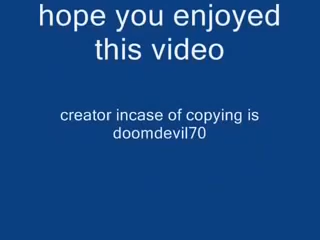 hope you enjoyed
this video
creator incase of copying is
doomdevil70